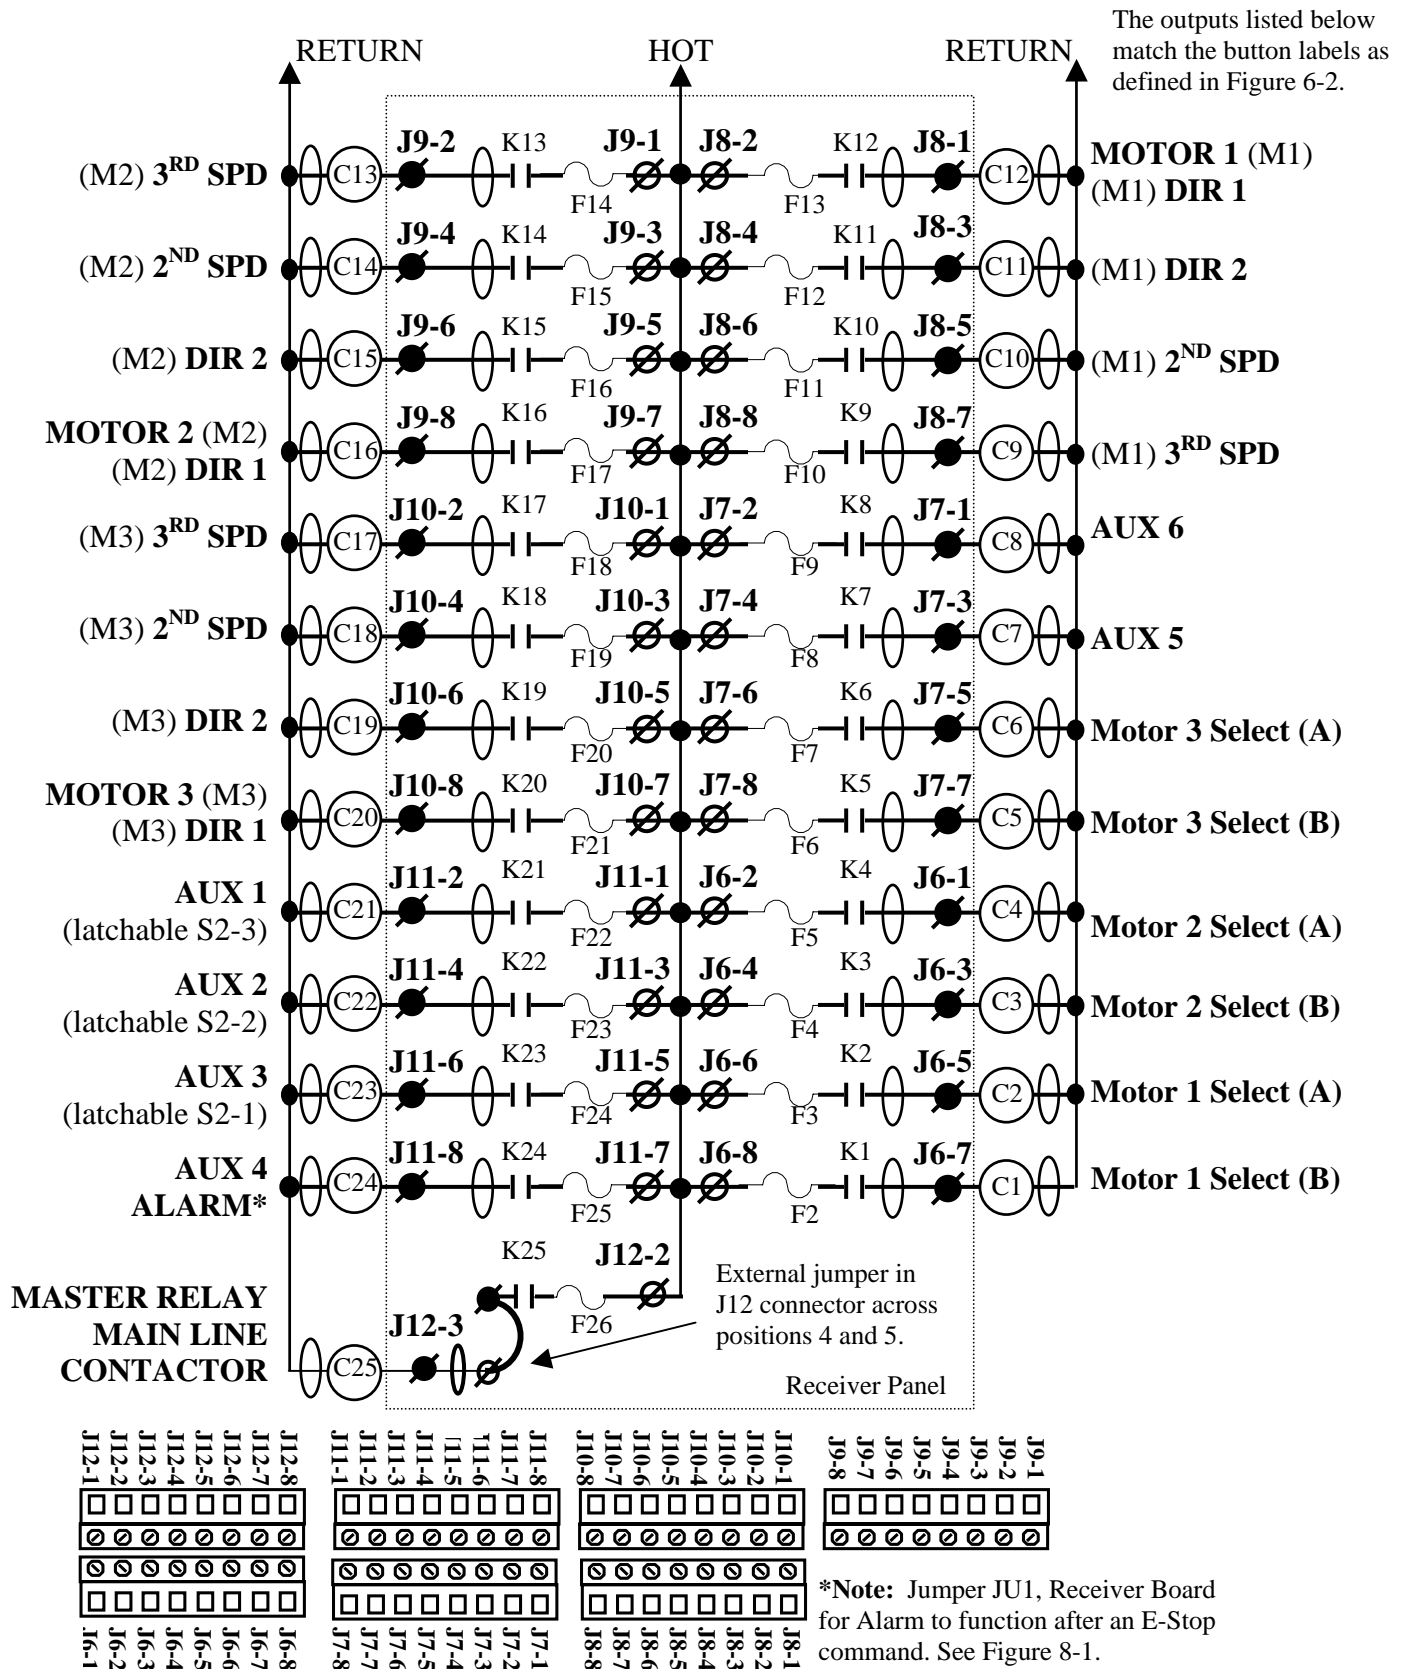 The outputs listed below
match the button labels as
defined in Figure 6-2.
RETURN HOT RETURN
(M2) 3RD SPD C13 J9-2 K13 F14 J9-1 J8-2 F13 K12 J8-1 C12 MOTOR 1 (M1)
(M1) DIR 1
(M2) 2ND SPD C14 J9-4 K14 F15 J9-3 J8-4 F12 K11 J8-3 C11 (M1) DIR 2
(M2) DIR 2 C15 J9-6 K15 F16 J9-5 J8-6 F11 K10 J8-5 C10 (M1) 2ND SPD
MOTOR 2 (M2)
(M2) DIR 1 C16 J9-8 K16 F17 J9-7 J8-8 F10 K9 J8-7 C9 (M1) 3RD SPD
(M3) 3RD SPD C17 J10-2 K17 F18 J10-1 J7-2 F9 K8 J7-1 C8 AUX 6
(M3) 2ND SPD C18 J10-4 K18 F19 J10-3 J7-4 F8 K7 J7-3 C7 AUX 5
(M3) DIR 2 C19 J10-6 K19 F20 J10-5 J7-6 F7 K6 J7-5 C6 Motor 3 Select (A)
MOTOR 3 (M3)
(M3) DIR 1 C20 J10-8 K20 F21 J10-7 J7-8 F6 K5 J7-7 C5 Motor 3 Select (B)
AUX 1
(latchable S2-3) C21 J11-2 K21 F22 J11-1 J6-2 F5 K4 J6-1 C4 Motor 2 Select (A)
AUX 2
(latchable S2-2) C22 J11-4 K22 F23 J11-3 J6-4 F4 K3 J6-3 C3 Motor 2 Select (B)
AUX 3
(latchable S2-1) C23 J11-6 K23 F24 J11-5 J6-6 F3 K2 J6-5 C2 Motor 1 Select (A)
AUX 4
ALARM* C24 J11-8 K24 F25 J11-7 J6-8 F2 K1 J6-7 C1 Motor 1 Select (B)
K25 F26 J12-2
MASTER RELAY
MAIN LINE
CONTACTOR C25 J12-3
External jumper in
J12 connector across
positions 4 and 5.
Receiver Panel
J12-1 J12-2 J12-3 J12-4 J12-5 J12-6 J12-7 J12-8
J11-1 J11-2 J11-3 J11-4 J11-5 J11-6 J11-7 J11-8
J10-8 J10-7 J10-6 J10-5 J10-4 J10-3 J10-2 J10-1
J9-8 J9-7 J9-6 J9-5 J9-4 J9-3 J9-2 J9-1
J6-1 J6-2 J6-3 J6-4 J6-5 J6-6 J6-7 J6-8
J7-8 J7-7 J7-6 J7-5 J7-4 J7-3 J7-2 J7-1
J8-8 J8-7 J8-6 J8-5 J8-4 J8-3 J8-2 J8-1
*Note: Jumper JU1, Receiver Board
for Alarm to function after an E-Stop
command. See Figure 8-1.